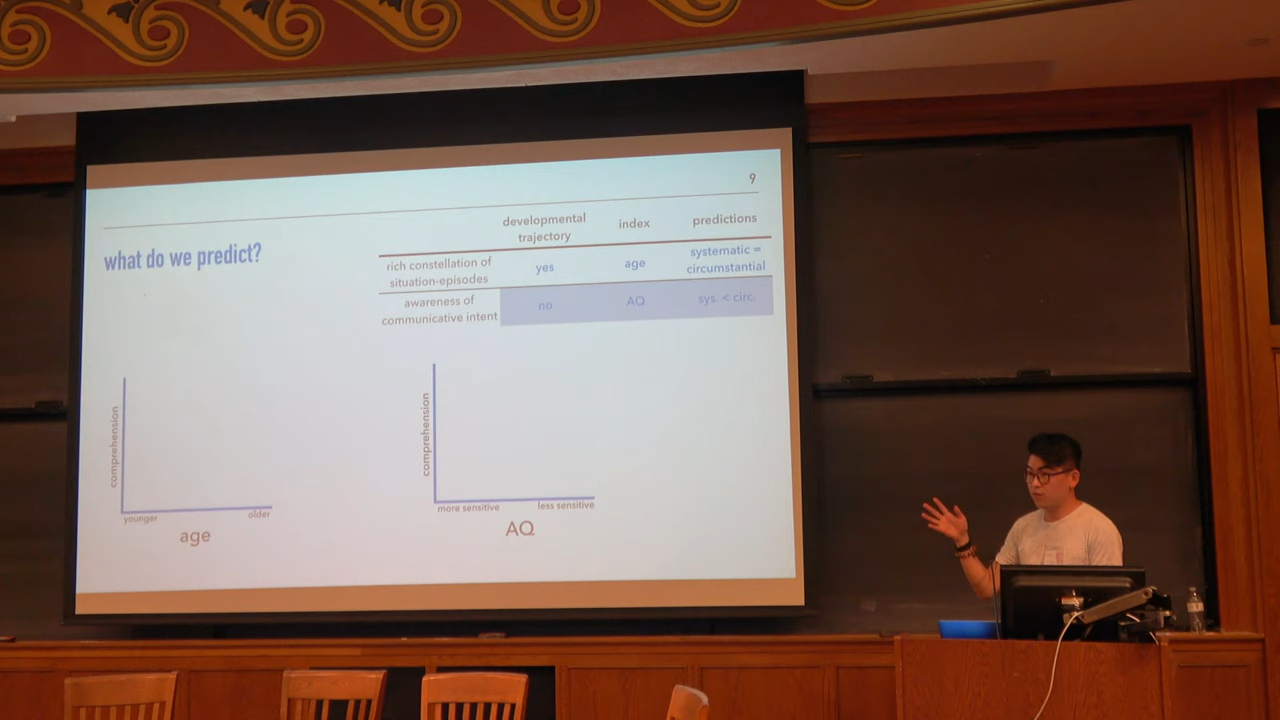 9
what do we predict?
developmental
trajectory
index
predictions
rich constellation of
situation-episodes
yes
age
systematic =
circumstantial
awareness of
communicative intent
no
AQ
sys. < circ.
comprehension
younger
older
age
comprehension
more sensitive
less sensitive
AQ